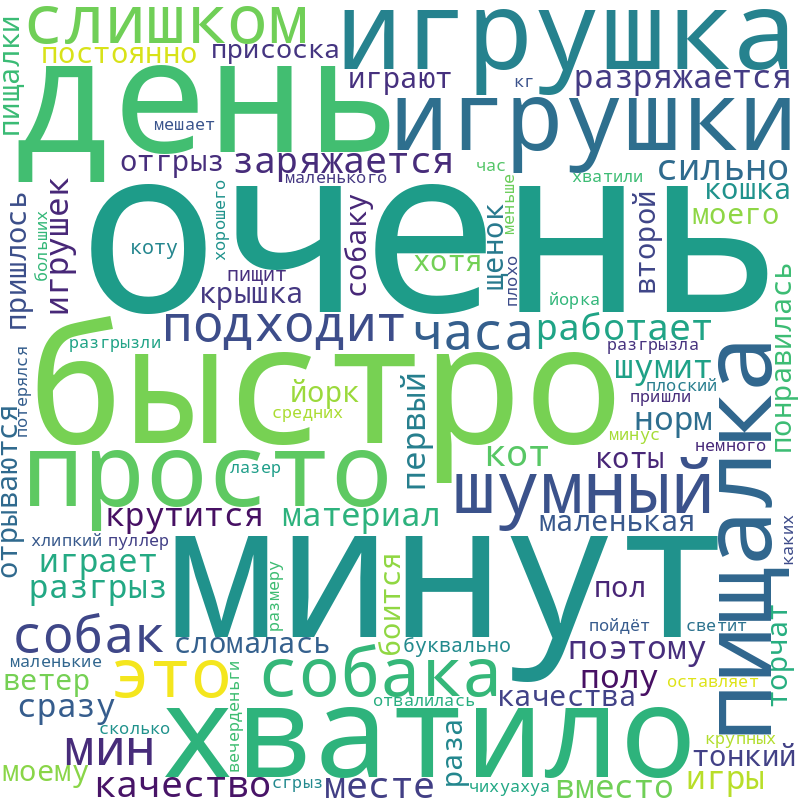 слишком
игрушка
постоянно
присоска
пищалки
день
играют
кг
разряжается
игрушки
мешает
отгрыз
заряжается
час
хватили
сильно
маленького
кошка
пришлось
больших
игрушек
хорошего
собаку
щенок
меньше
второй
моего
очень
коту
хотя
плохо
пищит
крышка
йорка
понравилась
подходит
часа
работает
разгрызли
быстро
разгрызла
шумит
плоский
потерялся
йорк
средних
первый
пришли
норм
минус
немного
пищалка
отрываются
просто
лазер
кот
коты
шумный
крутится
материал
маленькая
каких
хлипкий
пуллер
минут
играет
разгрыз
размеру
боится
пол
торчат
собак
сломалась
буквально
пойдёт
светит
поэтому
маленькие
ветер
это
вечерденьги
собака
полу
оставляет
качества
отвалилась
сразу
хватило
сколько
раза
крупных
мин
тонкий
моему
качество
сгрыз
месте
чихуахуа
вместо
игры